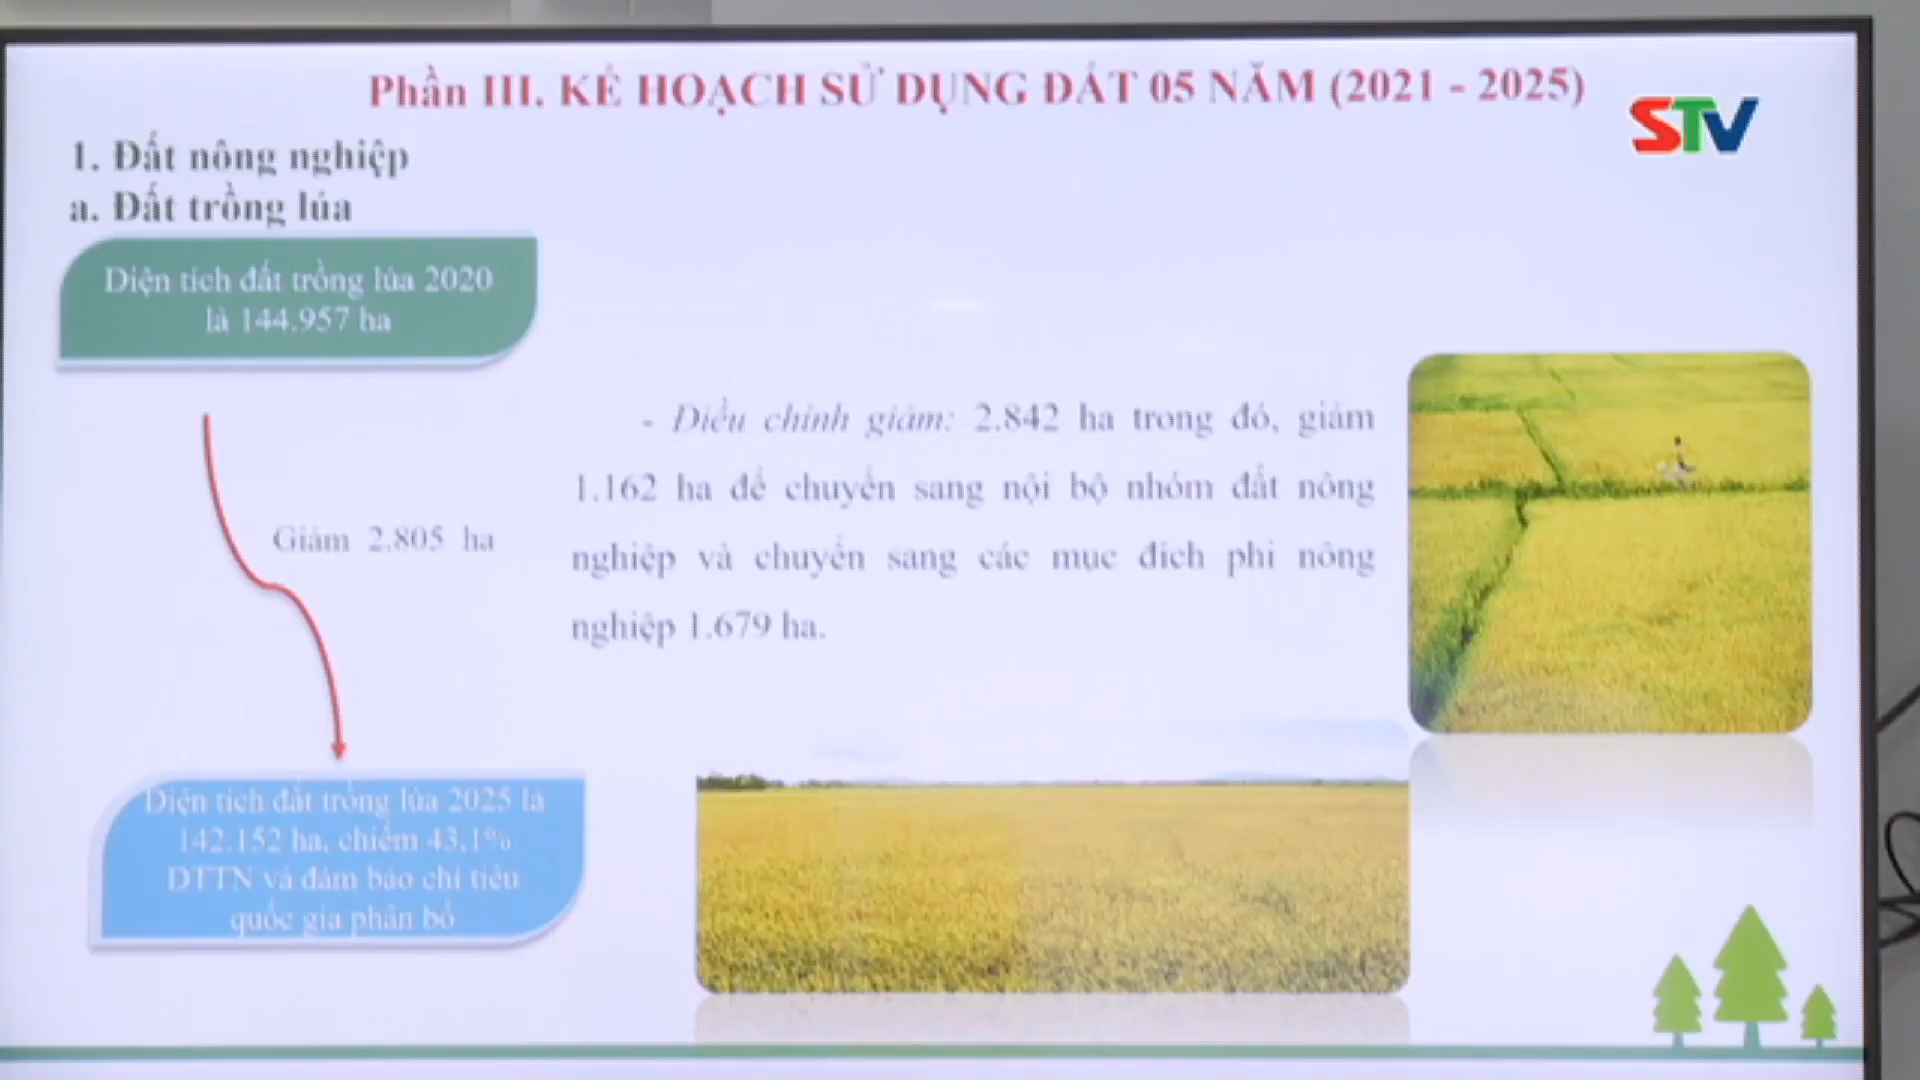 Phần III. KẾ HOẠCH SỬ DỤNG ĐẤT 05 NĂM (2021 - 2025)
STV
1. Đất nông nghiệp
a. Đất trồng lúa
Diện tích đất trồng lúa 2020
là 144.957 ha
- Điều chỉnh giảm: 2.842 ha trong đó, giảm
1.162 ha để chuyển sang nội bộ nhóm đất nông
nghiệp và chuyển sang các mục đích phi nông
nghiệp 1.679 ha.
Giảm 2.805 ha
Diện tích đất trồng lúa 2025 là
142.152 ha, chiếm 43,1%
DTTN và đảm bảo chỉ tiêu
quốc gia phân bổ